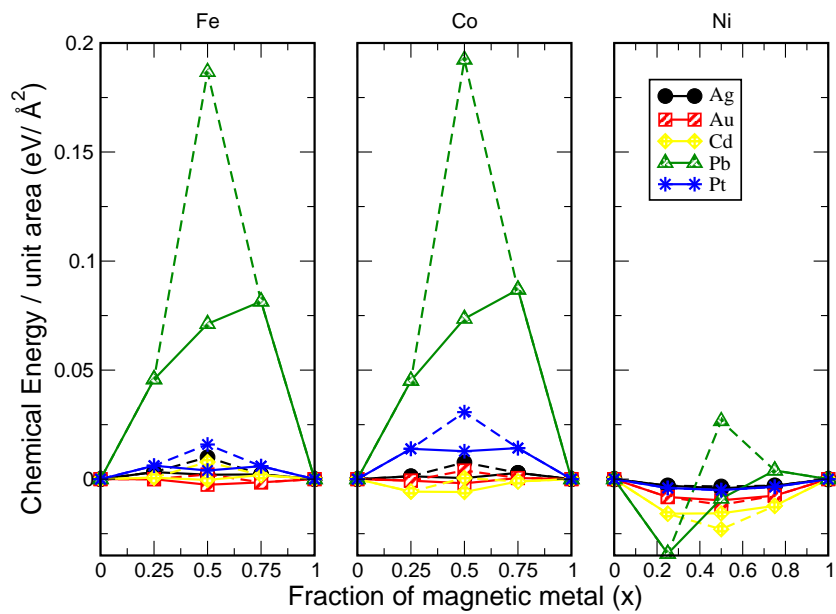 Fe Co Ni
Chemical Energy / unit area (eV/ Å²)
0.2
0.15
0.1
0.05
0
Ag
Au
Cd
Pb
Pt
0 0.25 0.5 0.75 1 0 0.25 0.5 0.75 1 0 0.2 0.4 0.6 0.8 1
Fraction of magnetic metal (x)